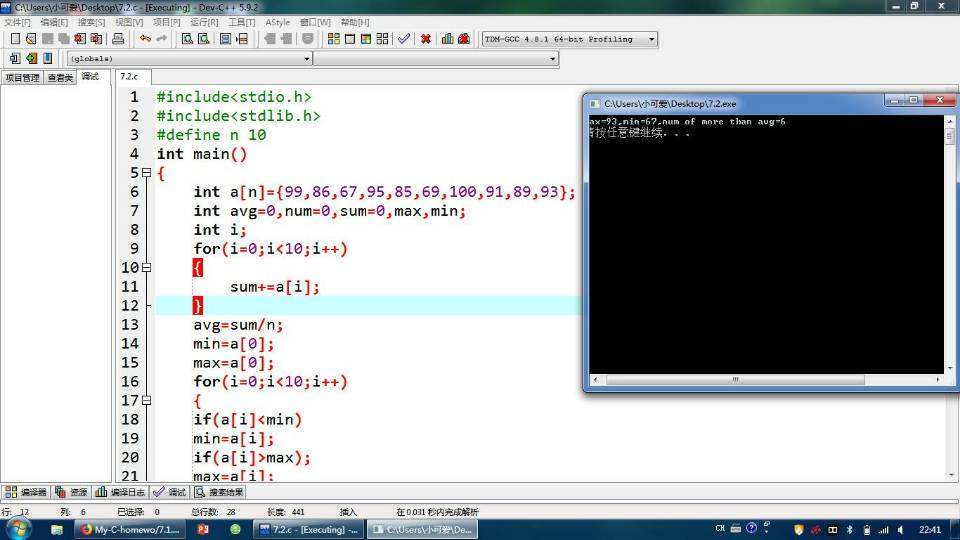 C:\Users\小可爱\Desktop\7.2.c - [Executing] - Dev-C++ 5.9.2
文件[F] 编辑[E] 搜索[S] 视图[V] 项目[P] 运行[R] 工具[T] AStyle 窗口[W] 帮助[H]
TDM-GCC 4.8.1 64-bit Profiling
(globals)
项目管理 查看类 调试 7.2.c
1 #include<stdio.h>
2 #include<stdlib.h>
3 #define n 10
4 int main()
5 {
6 int a[n]={99,86,67,95,85,69,100,91,89,93};
7 int avg=0,num=0,sum=0,max,min;
8 int i;
9 for(i=0;i<10;i++)
10 {
11 sum+=a[i];
12 }
13 avg=sum/n;
14 min=a[0];
15 max=a[0];
16 for(i=0;i<10;i++)
17 {
18 if(a[i]<min)
19 min=a[i];
20 if(a[i]>max);
21 max=a[i];
C:\Users\小可爱\Desktop\7.2.exe
ax=93,min=67,num of more than avg=6
请按任意键继续. . .
编译器 资源 编译日志 调试 搜索结果
行: 12 列: 6 已选择: 0 总行数: 28 长度: 441 插入 在 0.031 秒内完成解析
My-C-homewo/7.1.... 7.2.c - [Executing] -... C:\Users\小可爱\De...
CH 22:41